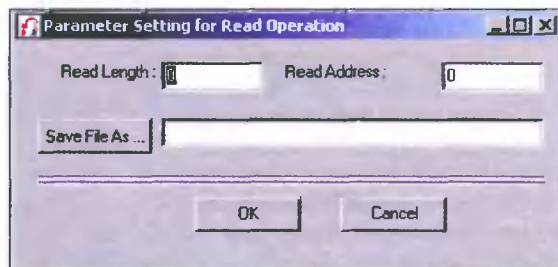 Parameter Setting for Read Operation
Read Length : 0 Read Address : 0
Save File As ...
OK Cancel